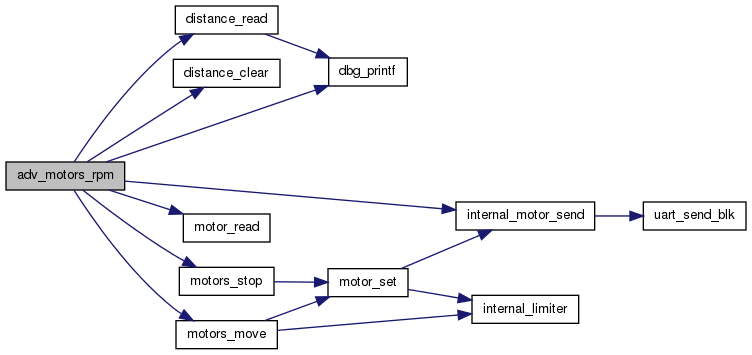 distance_read
distance_clear
dbg_printf
adv_motors_rpm
internal_motor_send
uart_send_blk
motor_read
motors_stop
motor_set
internal_limiter
motors_move